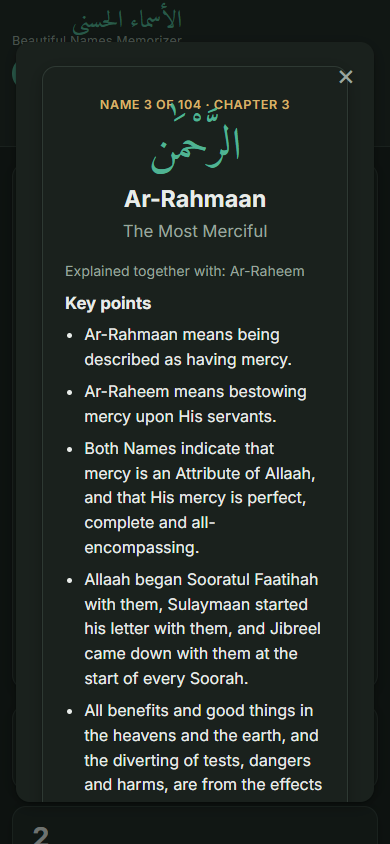 الأسماء الحسنى
Beautiful Names Memorizer
×
NAME 3 OF 104 · CHAPTER 3
الرَّحْمَٰن
Ar-Rahmaan
The Most Merciful
Explained together with: Ar-Raheem
Key points
• Ar-Rahmaan means being
described as having mercy.
• Ar-Raheem means bestowing
mercy upon His servants.
• Both Names indicate that
mercy is an Attribute of Allaah,
and that His mercy is perfect,
complete and all-
encompassing.
• Allaah began Sooratul Faatihah
with them, Sulaymaan started
his letter with them, and Jibreel
came down with them at the
start of every Soorah.
• All benefits and good things in
the heavens and the earth, and
the diverting of tests, dangers
and harms, are from the effects
2